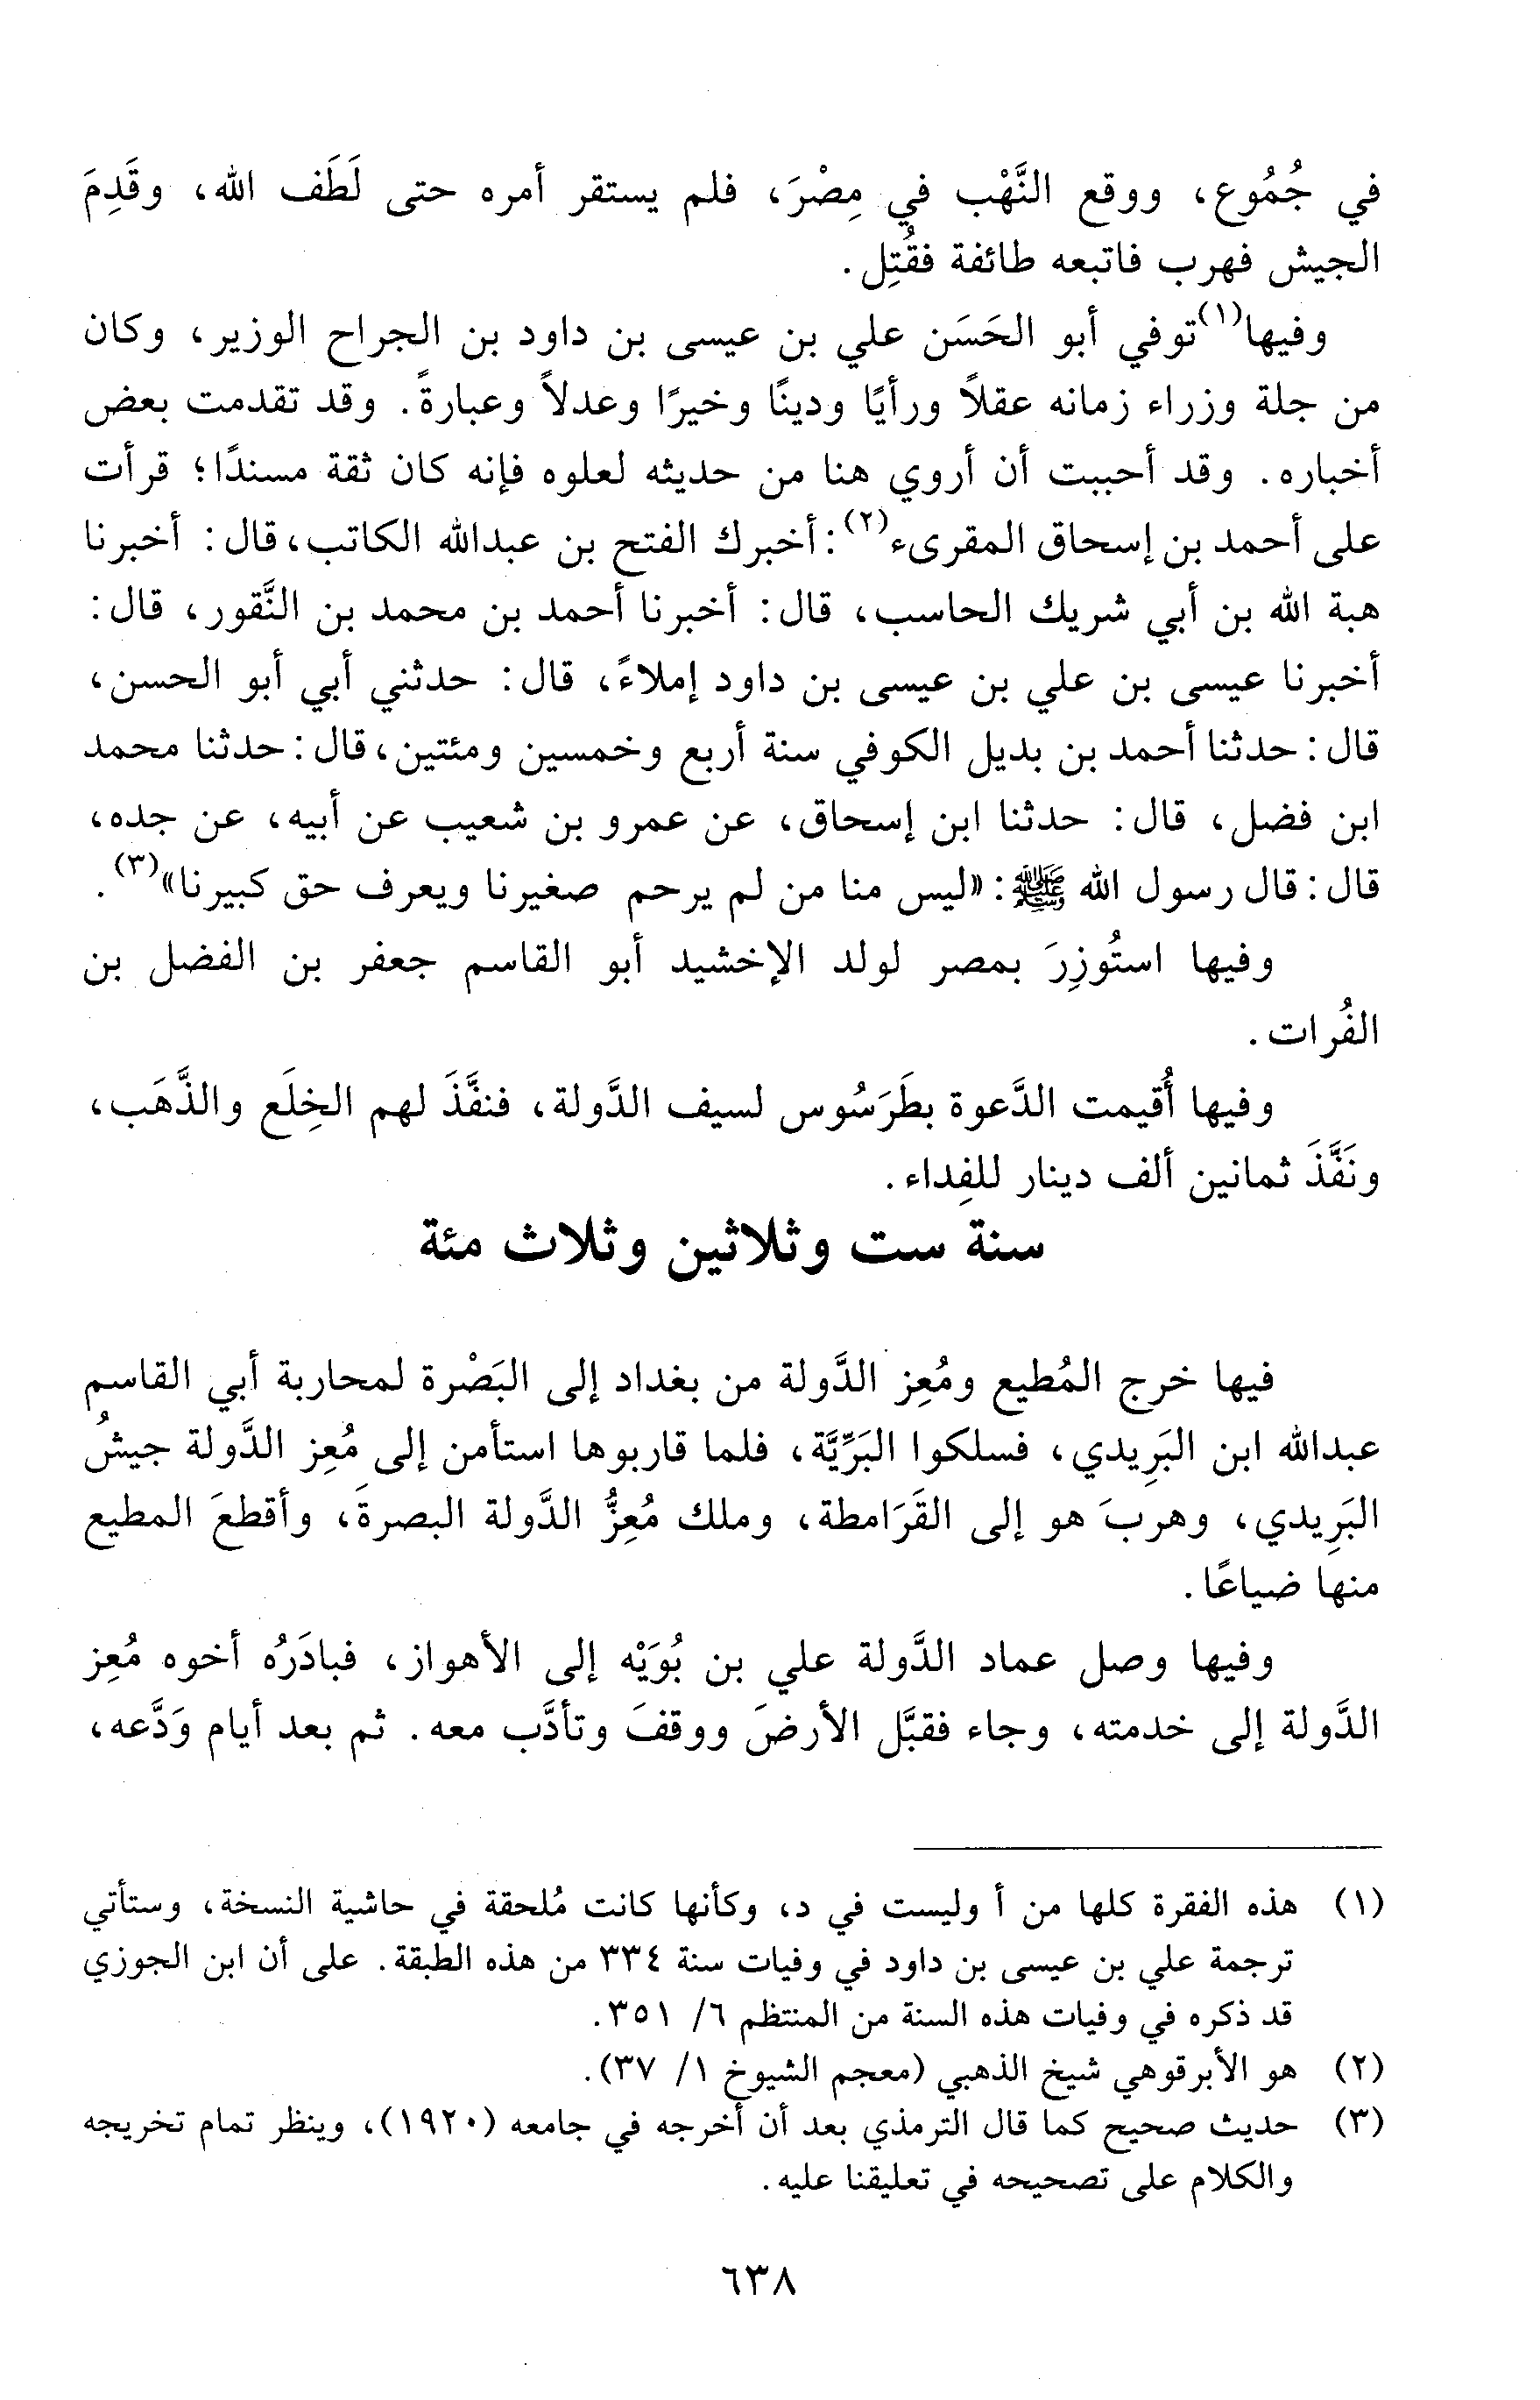 في جُمُوع، ووقع النَّهْب في مِصْرَ، فلم يستقر أمره حتى لَطَف الله، وقَدِمَ
الجيش فهرب فاتبعه طائفة فقُتِل.
وفيها(١) توفي أبو الحَسَن علي بن عيسى بن داود بن الجراح الوزير، وكان
من جلة وزراء زمانه عقلاً ورأيًا ودينًا وخيرًا وعدلاً وعبارةً. وقد تقدمت بعض
أخباره. وقد أحببت أن أروي هنا من حديثه لعلوه فإنه كان ثقة مسندًا؛ قرأت
على أحمد بن إسحاق المقرىء(٢): أخبرك الفتح بن عبدالله الكاتب، قال: أخبرنا
هبة الله بن أبي شريك الحاسب، قال: أخبرنا أحمد بن محمد بن النَّقور، قال:
أخبرنا عيسى بن علي بن عيسى بن داود إملاءً، قال: حدثني أبي أبو الحسن،
قال: حدثنا أحمد بن بديل الكوفي سنة أربع وخمسين ومئتين، قال: حدثنا محمد
ابن فضل، قال: حدثنا ابن إسحاق، عن عمرو بن شعيب عن أبيه، عن جده،
قال: قال رسول الله ﷺ: «ليس منا من لم يرحم صغيرنا ويعرف حق كبيرنا»(٣).
وفيها استُوزِرَ بمصر لولد الإخشيد أبو القاسم جعفر بن الفضل بن
الفُرات.
وفيها أُقيمت الدَّعوة بطَرَسُوس لسيف الدَّولة، فنفَّذَ لهم الخِلَع والذَّهَب،
ونَفَّذَ ثمانين ألف دينار للفِداء.
سنة ست وثلاثين وثلاث مئة
فيها خرج المُطيع ومُعِز الدَّولة من بغداد إلى البَصْرة لمحاربة أبي القاسم
عبدالله ابن البَرِيدي، فسلكوا البَرِّيَّة، فلما قاربوها استأمن إلى مُعِز الدَّولة جيشُ
البَرِيدي، وهربَ هو إلى القَرَامطة، وملك مُعِزُّ الدَّولة البصرةَ، وأقطعَ المطيع
منها ضياعًا.
وفيها وصل عماد الدَّولة علي بن بُوَيْه إلى الأهواز، فبادَرُه أخوه مُعِز
الدَّولة إلى خدمته، وجاء فقبَّل الأرضَ ووقفَ وتأدَّب معه. ثم بعد أيام وَدَّعه،
(١) هذه الفقرة كلها من أ وليست في د، وكأنها كانت مُلحقة في حاشية النسخة، وستأتي
ترجمة علي بن عيسى بن داود في وفيات سنة ٣٣٤ من هذه الطبقة. على أن ابن الجوزي
قد ذكره في وفيات هذه السنة من المنتظم ٦/ ٣٥١.
(٢) هو الأبرقوهي شيخ الذهبي (معجم الشيوخ ١/ ٣٧).
(٣) حديث صحيح كما قال الترمذي بعد أن أخرجه في جامعه (١٩٢٠)، وينظر تمام تخريجه
والكلام على تصحيحه في تعليقنا عليه.
٦٣٨